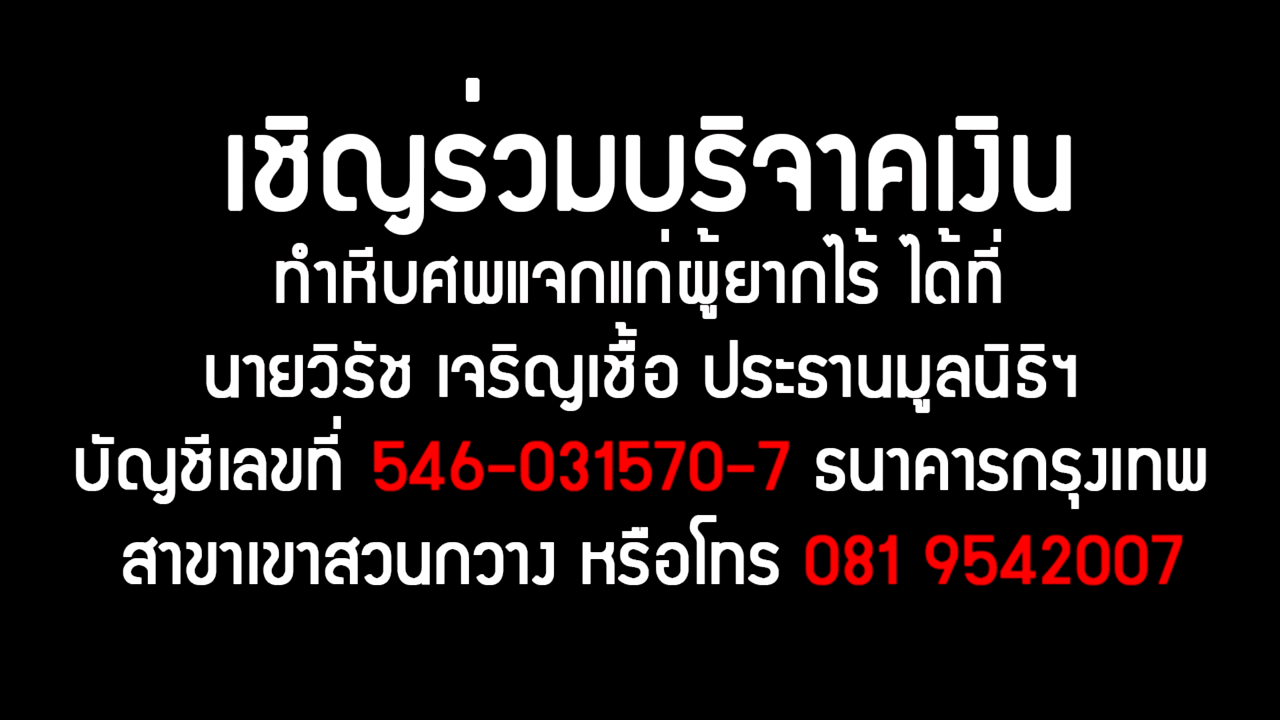 เชิญร่วมบริจาคเงิน
ทำหีบศพแจกแก่ผู้ยากไร้ ได้ที่
นายวิรัช เจริญเชื้อ ประธานมูลนิธิฯ
บัญชีเลขที่ 546-031570-7 ธนาคารกรุงเทพ
สาขาเขาสวนกวาง หรือโทร 081 9542007